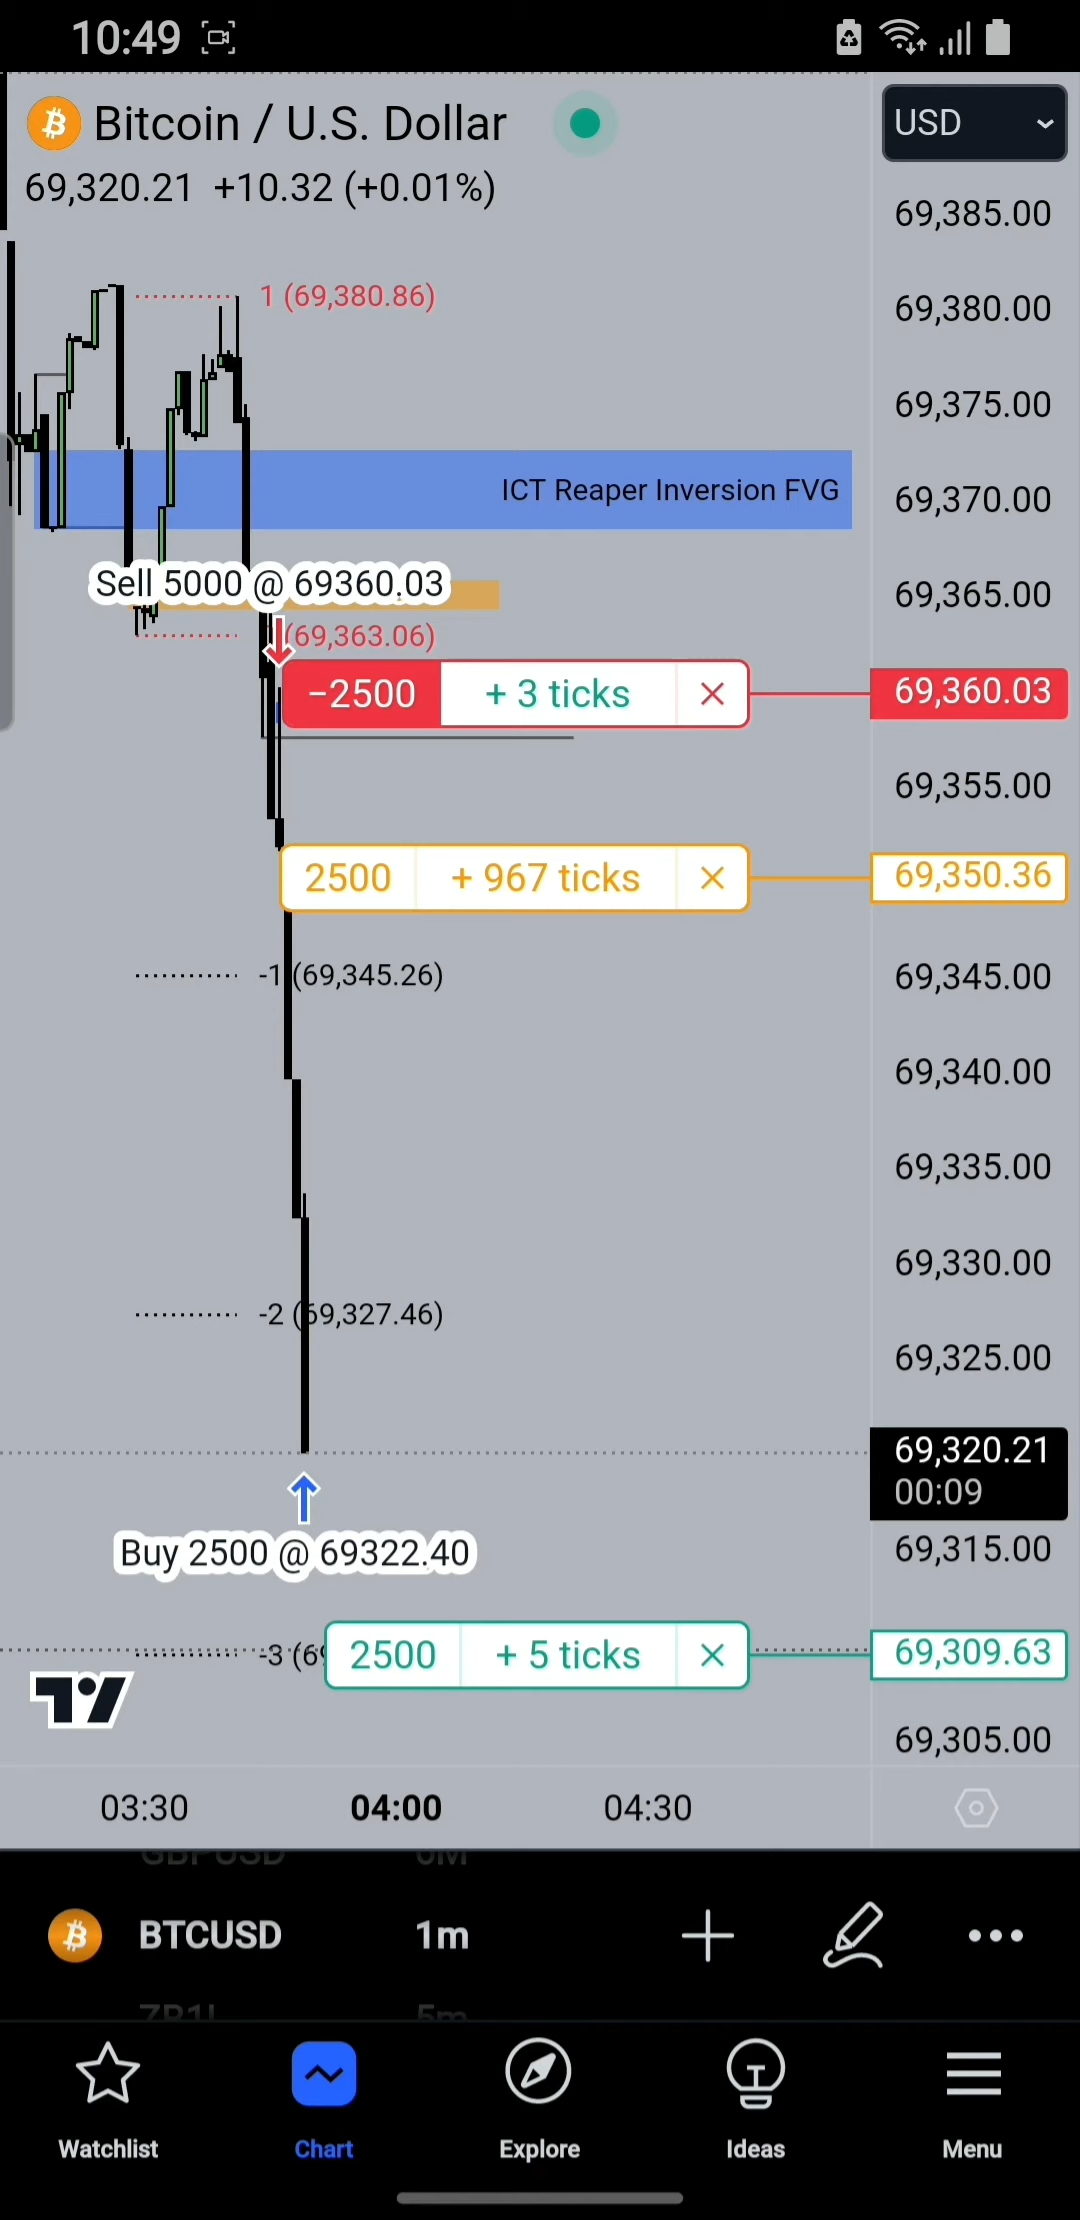 10:49
Bitcoin / U.S. Dollar
USD
69,320.21 +10.32 (+0.01%)
69,385.00
1 (69,380.86)
69,380.00
69,375.00
ICT Reaper Inversion FVG
69,370.00
Sell 5000 @ 69360.03
69,365.00
(69,363.06)
−2500 + 3 ticks
69,360.03
69,355.00
2500 + 967 ticks
69,350.36
-1 (69,345.26)
69,345.00
69,340.00
69,335.00
69,330.00
-2 (69,327.46)
69,325.00
69,320.21
00:09
Buy 2500 @ 69322.40
69,315.00
-3 (69
2500 + 5 ticks
69,309.63
69,305.00
03:30 04:00 04:30
GBPUSD
BTCUSD 1m
5m
Watchlist Chart Explore Ideas Menu